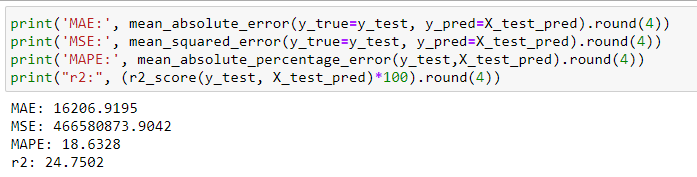 print('MAE:', mean_absolute_error(y_true=y_test, y_pred=X_test_pred).round(4))
print('MSE:', mean_squared_error(y_true=y_test, y_pred=X_test_pred).round(4))
print('MAPE:', mean_absolute_percentage_error(y_test,X_test_pred).round(4))
print("r2:", (r2_score(y_test, X_test_pred)*100).round(4))
MAE: 16206.9195
MSE: 466580873.9042
MAPE: 18.6328
r2: 24.7502